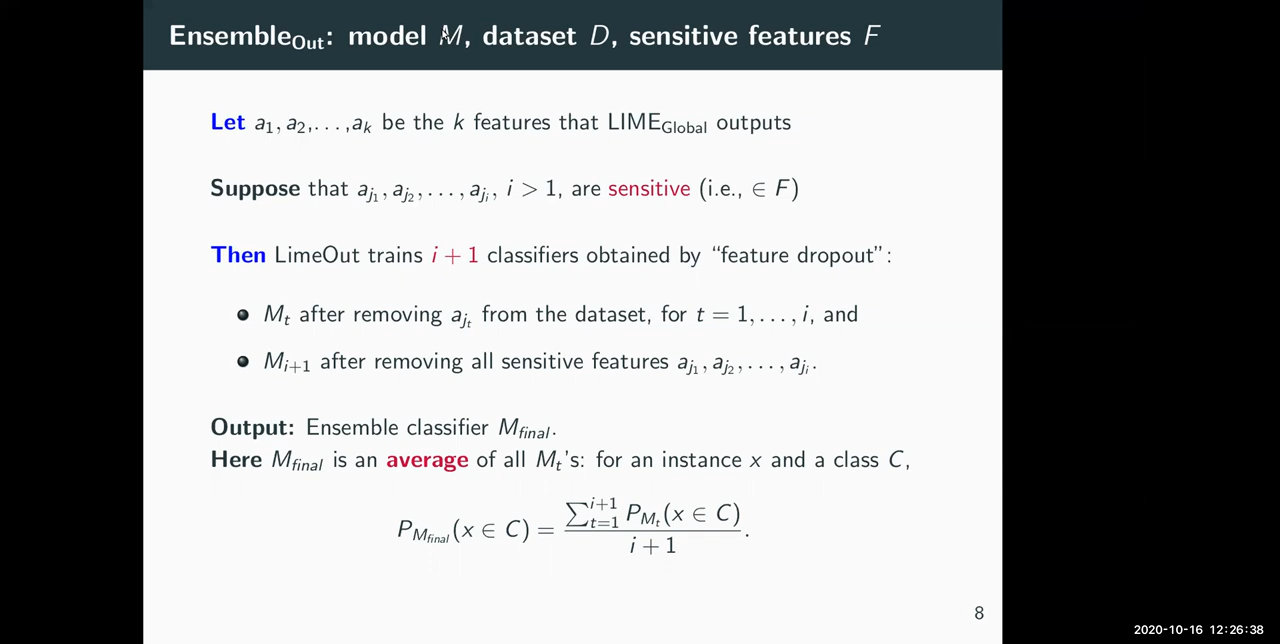 Ensemble_Out: model M, dataset D, sensitive features F
Let a_1, a_2, . . . , a_k be the k features that LIME_Global outputs
Suppose that a_{j_1}, a_{j_2}, . . . , a_{j_i}, i > 1, are sensitive (i.e., ∈ F)
Then LimeOut trains i + 1 classifiers obtained by “feature dropout”:
● M_t after removing a_{j_t} from the dataset, for t = 1, . . . , i, and
● M_{i+1} after removing all sensitive features a_{j_1}, a_{j_2}, . . . , a_{j_i}.
Output: Ensemble classifier M_final.
Here M_final is an average of all M_t's: for an instance x and a class C,
P_{M_final}(x ∈ C) = \frac{\sum_{t=1}^{i+1} P_{M_t}(x ∈ C)}{i + 1}.
8
2020-10-16 12:26:38